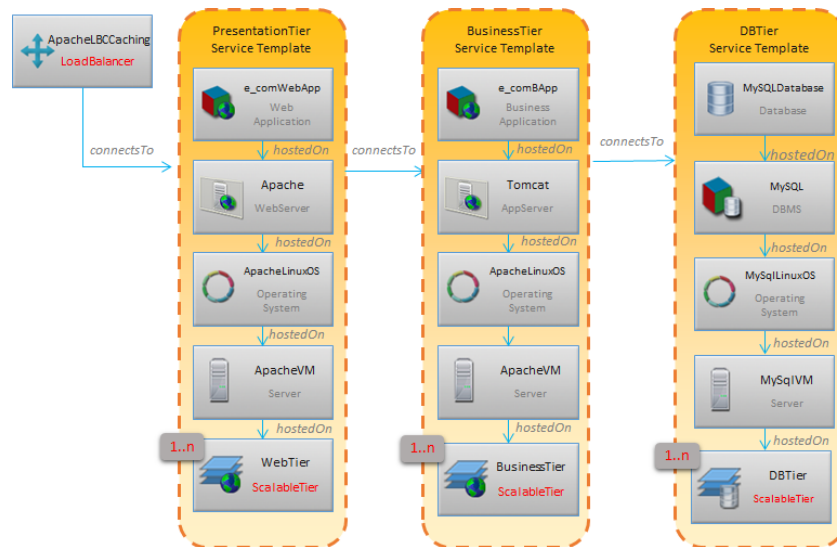 ApacheLBCCaching
LoadBalancer
connectsTo
PresentationTier
Service Template
e_comWebApp
Web
Application
hostedOn
Apache
WebServer
hostedOn
ApacheLinuxOS
Operating
System
hostedOn
ApacheVM
Server
hostedOn
1..n
WebTier
ScalableTier
connectsTo
BusinessTier
Service Template
e_comBApp
Business
Application
hostedOn
Tomcat
AppServer
hostedOn
ApacheLinuxOS
Operating
System
hostedOn
ApacheVM
Server
hostedOn
1..n
BusinessTier
ScalableTier
connectsTo
DBTier
Service Template
MySQLDatabase
Database
hostedOn
MySQL
DBMS
hostedOn
MySqlLinuxOS
Operating
System
hostedOn
MySqlVM
Server
hostedOn
1..n
DBTier
ScalableTier